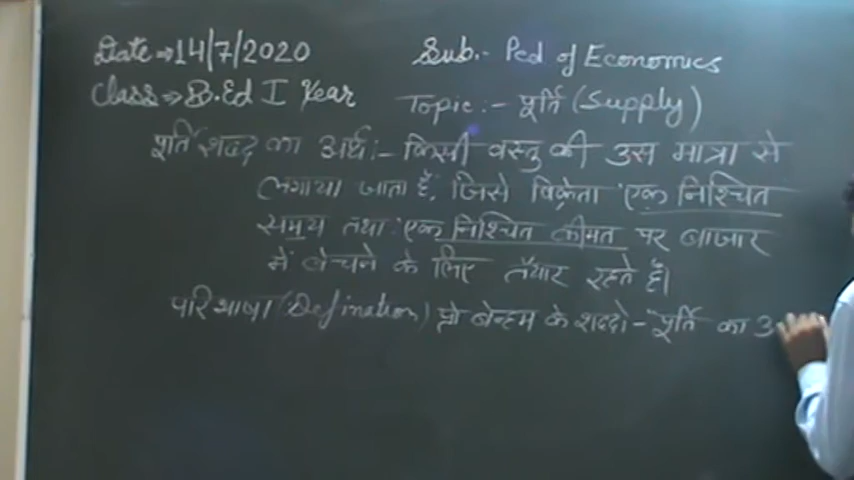 Date → 14/7/2020 Sub.- Ped of Economics
Class → B.Ed I Year Topic :- पूर्ति (Supply)
पूर्ति शब्द का अर्थ :- किसी वस्तु की उस मात्रा से
लगाया जाता है, जिसे विक्रेता एक निश्चित
समय तथा एक निश्चित कीमत पर बाजार
में बेचने के लिए तैयार रहते है।
परिभाषा (Defination) प्रो बेन्हम के शब्दो - "पूर्ति का